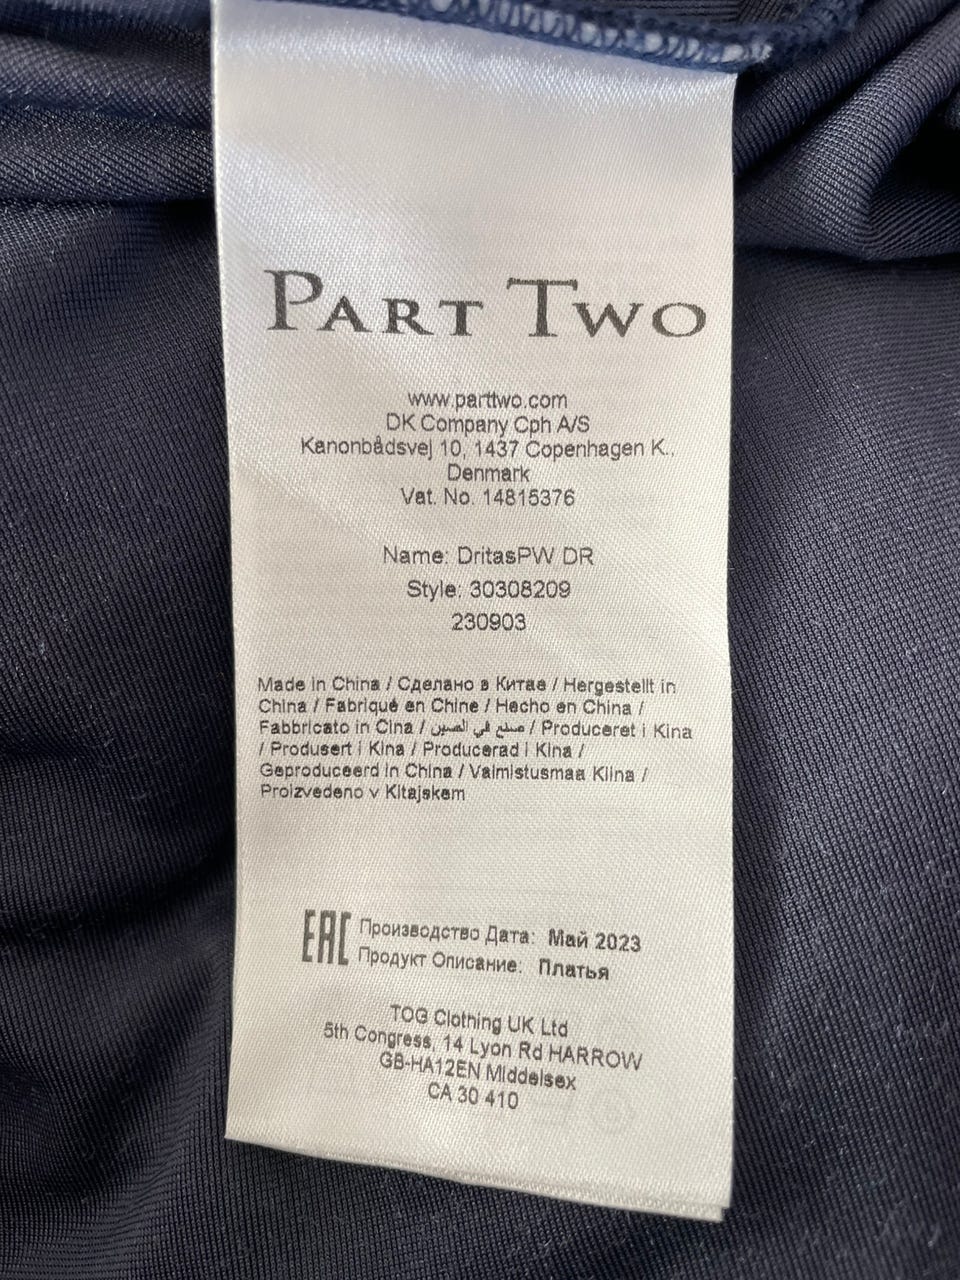 PART TWO
www.parttwo.com
DK Company Cph A/S
Kanonbådsvej 10, 1437 Copenhagen K.,
Denmark
Vat. No. 14815376
Name: DritasPW DR
Style: 30308209
230903
Made in China / Сделано в Китае / Hergestellt in
China / Fabriqué en Chine / Hecho en China /
Fabbricato in Cina / صنع في الصين / Produceret i Kina
/ Produsert i Kina / Producerad i Kina /
Geproduceerd in China / Valmistusmaa Kiina /
Proizvedeno v Kitajskem
EAC Производство Дата: Май 2023
Продукт Описание: Платья
TOG Clothing UK Ltd
5th Congress, 14 Lyon Rd HARROW
GB-HA12EN Middelsex
CA 30 410